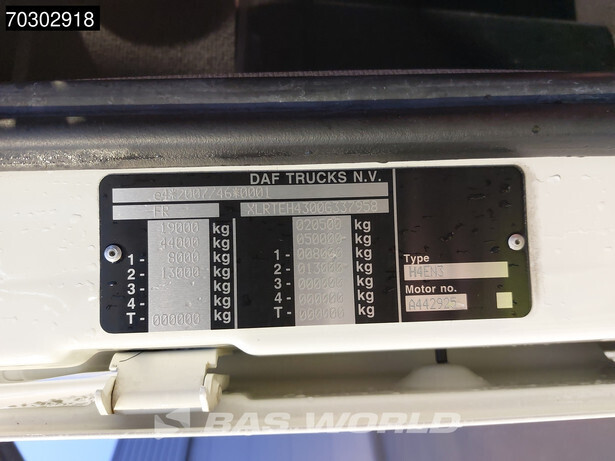 70302918
DAF TRUCKS N.V.
e4*2007/46*0001
FR XLRTEH4300G
19000 kg 020500 kg
44000 kg 050000 kg
1- 8000 kg 1- 00800 kg
2- 13000 kg 2- kg
3- kg 3- 000000 kg
4- kg 4- 000000 kg
T- 000000 kg T- 000000 kg
Type
H4EN3
Motor no.
A442925
BAS.WORLD